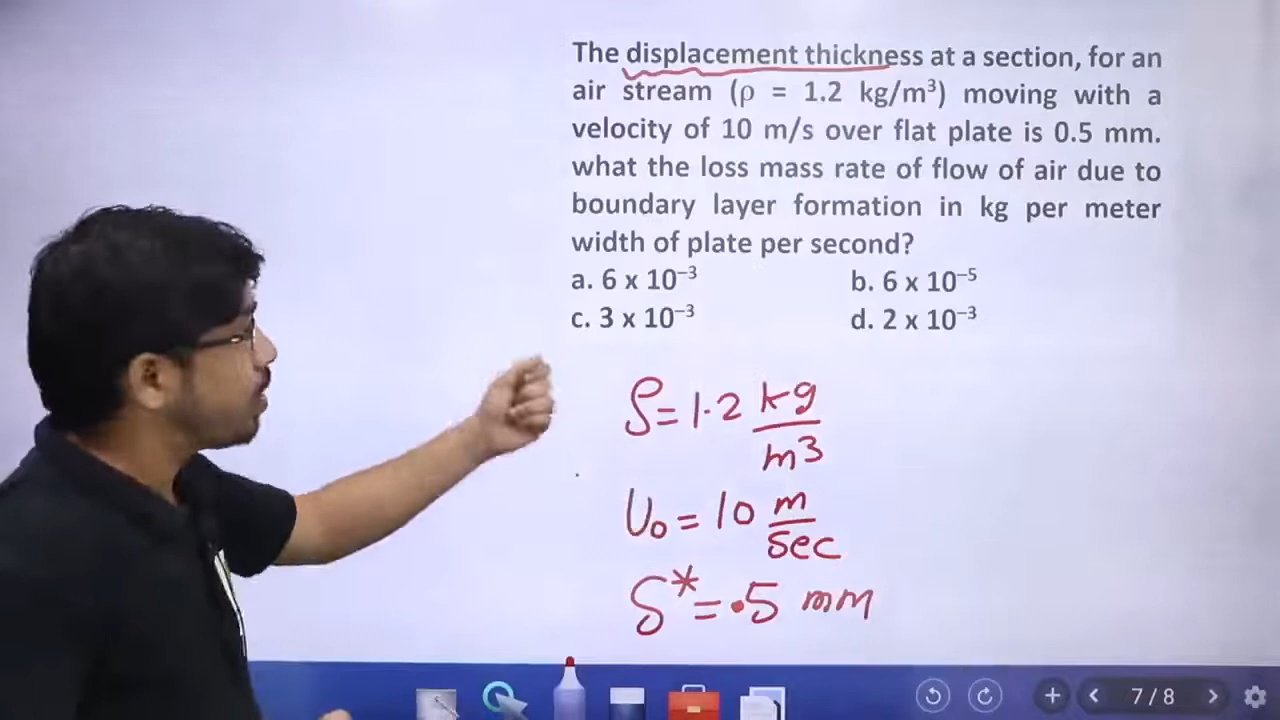 The displacement thickness at a section, for an
air stream (ρ = 1.2 kg/m³) moving with a
velocity of 10 m/s over flat plate is 0.5 mm.
what the loss mass rate of flow of air due to
boundary layer formation in kg per meter
width of plate per second?
a. 6 x 10⁻³ b. 6 x 10⁻⁵
c. 3 x 10⁻³ d. 2 x 10⁻³
ρ = 1.2 kg/m³
U₀ = 10 m/sec
δ* = .5 mm
7 / 8